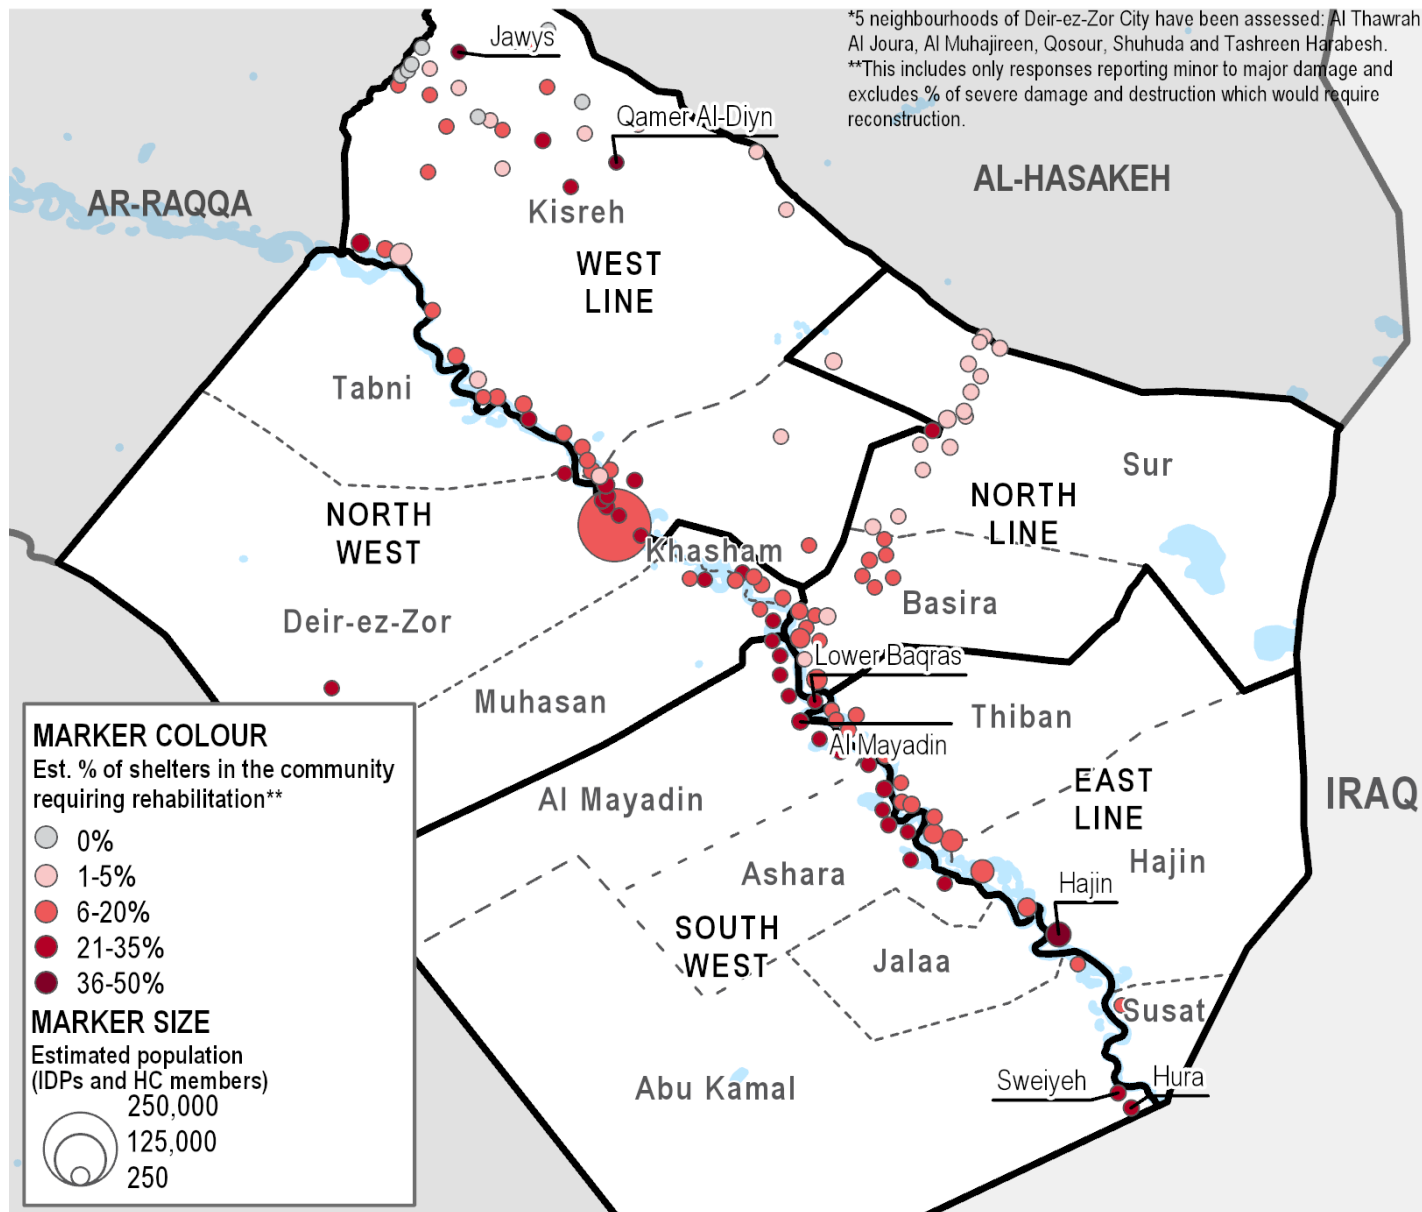 *5 neighbourhoods of Deir-ez-Zor City have been assessed: Al Thawrah
Al Joura, Al Muhajireen, Qosour, Shuhuda and Tashreen Harabesh.
**This includes only responses reporting minor to major damage and
excludes % of severe damage and destruction which would require
reconstruction.
Jawys
Qamer Al-Diyn
AL-HASAKEH
AR-RAQQA
Kisreh
WEST
LINE
Tabni
Sur
NORTH
LINE
NORTH
WEST
Khasham
Basira
Deir-ez-Zor
Lower Baqras
Muhasan
Thiban
Al Mayadin
Al Mayadin
EAST
LINE
IRAQ
Hajin
Ashara
Hajin
SOUTH
WEST
Jalaa
Susat
Abu Kamal
Sweiyeh
Hura
MARKER COLOUR
Est. % of shelters in the community
requiring rehabilitation**
0%
1-5%
6-20%
21-35%
36-50%
MARKER SIZE
Estimated population
(IDPs and HC members)
250,000
125,000
250